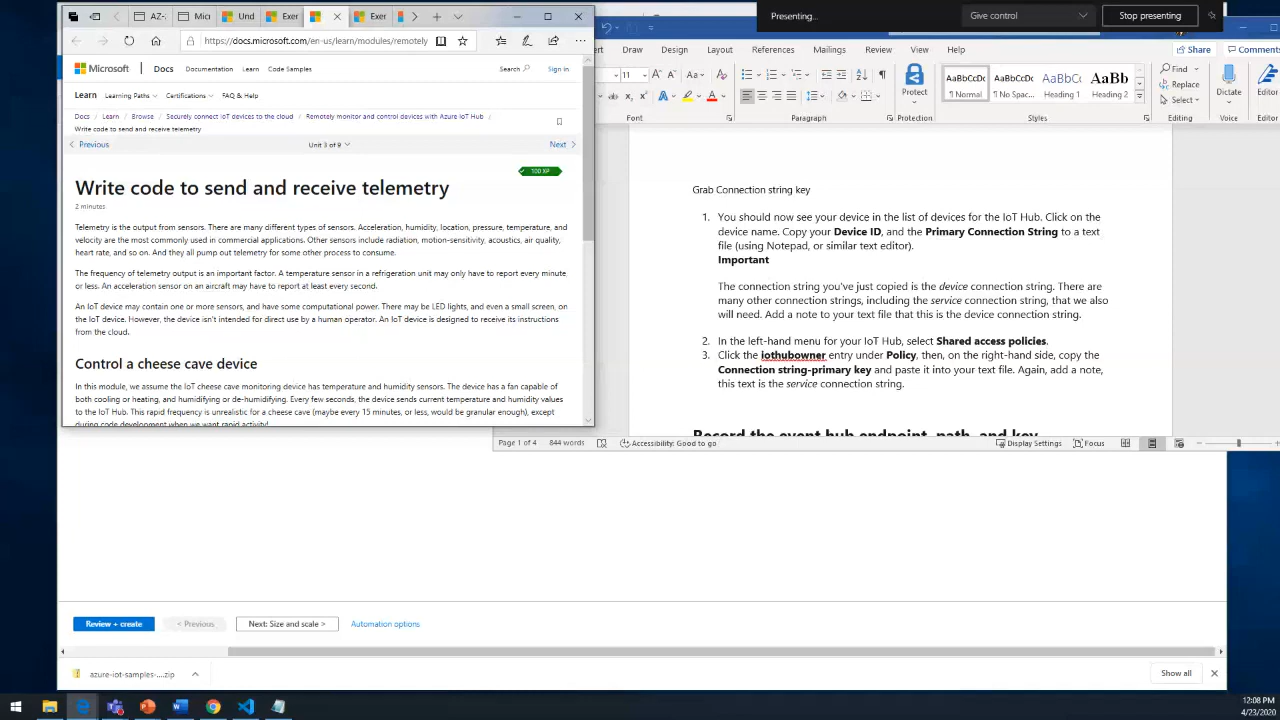 AZ-
Mic
Und
Exer
Exer
Presenting...
Give control
Stop presenting
https://docs.microsoft.com/en-us/learn/modules/remotely
Draw
Design
Layout
References
Mailings
Review
View
Help
Share
Comments
Microsoft
Docs
Documentation
Learn
Code Samples
Search
Sign in
11
Aa
Protect
AaBbCcDc
AaBbCcDc
AaBbCc
AaBb
¶ Normal
¶ No Spac...
Heading 1
Heading 2
Find
Replace
Select
Dictate
Editor
Font
Paragraph
Protection
Styles
Editing
Voice
Editor
Learn
Learning Paths
Certifications
FAQ & Help
Docs / Learn / Browse / Securely connect IoT devices to the cloud / Remotely monitor and control devices with Azure IoT Hub /
Write code to send and receive telemetry
Previous
Unit 3 of 9
Next
100 XP
Write code to send and receive telemetry
2 minutes
Telemetry is the output from sensors. There are many different types of sensors. Acceleration, humidity, location, pressure, temperature, and
velocity are the most commonly used in commercial applications. Other sensors include radiation, motion-sensitivity, acoustics, air quality,
heart rate, and so on. And they all pump out telemetry for some other process to consume.
The frequency of telemetry output is an important factor. A temperature sensor in a refrigeration unit may only have to report every minute,
or less. An acceleration sensor on an aircraft may have to report at least every second.
An IoT device may contain one or more sensors, and have some computational power. There may be LED lights, and even a small screen, on
the IoT device. However, the device isn't intended for direct use by a human operator. An IoT device is designed to receive its instructions
from the cloud.
Control a cheese cave device
In this module, we assume the IoT cheese cave monitoring device has temperature and humidity sensors. The device has a fan capable of
both cooling or heating, and humidifying or de-humidifying. Every few seconds, the device sends current temperature and humidity values
to the IoT Hub. This rapid frequency is unrealistic for a cheese cave (maybe every 15 minutes, or less, would be granular enough), except
during code development when we want rapid activity!
Grab Connection string key
1. You should now see your device in the list of devices for the IoT Hub. Click on the
device name. Copy your Device ID, and the Primary Connection String to a text
file (using Notepad, or similar text editor).
Important
The connection string you've just copied is the device connection string. There are
many other connection strings, including the service connection string, that we also
will need. Add a note to your text file that this is the device connection string.
2. In the left-hand menu for your IoT Hub, select Shared access policies.
3. Click the iothubowner entry under Policy, then, on the right-hand side, copy the
Connection string-primary key and paste it into your text file. Again, add a note,
this text is the service connection string.
Record the event hub endpoint, path, and key
Page 1 of 4
844 words
Accessibility: Good to go
Display Settings
Focus
Review + create
< Previous
Next: Size and scale >
Automation options
azure-iot-samples-....zip
Show all
12:08 PM
4/23/2020